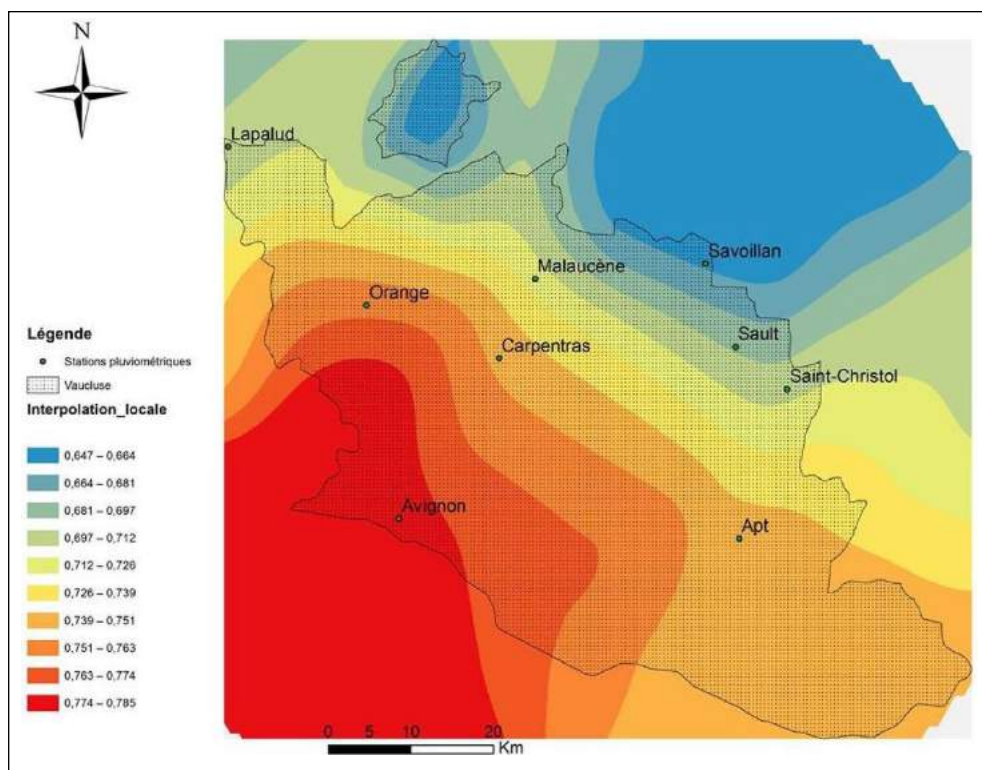 N
Lapalud
Savoillan
Malaucène
Orange
Sault
Carpentras
Saint-Christol
Avignon
Apt
Légende
Stations pluviométriques
Vaucluse
Interpolation_locale
0,647 – 0,664
0,664 – 0,681
0,681 – 0,697
0,697 – 0,712
0,712 – 0,726
0,726 – 0,739
0,739 – 0,751
0,751 – 0,763
0,763 – 0,774
0,774 – 0,785
0 5 10 20
Km